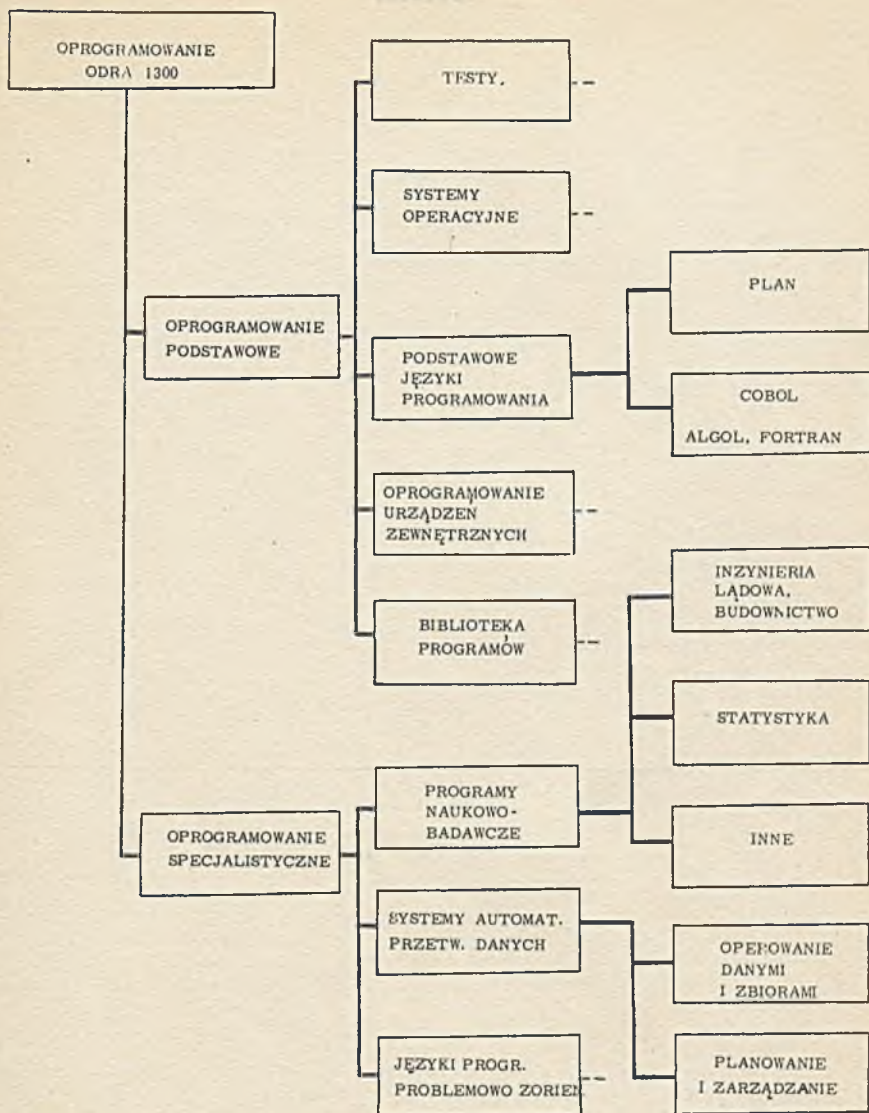 OPROGRAMOWANIE
ODRA 1300
TESTY.
SYSTEMY
OPERACYJNE
OPROGRAMOWANIE
PODSTAWOWE
PODSTAWOWE
JĘZYKI
PROGRAMOWANIA
PLAN
COBOL
ALGOL, FORTRAN
OPROGRAMOWANIE
URZĄDZEN
ZEWNĘTRZNYCH
BIBLIOTEKA
PROGRAMÓW
OPROGRAMOWANIE
SPECJALISTYCZNE
PROGRAMY
NAUKOWO-
BADAWCZE
INZYNIERIA
LĄDOWA,
BUDOWNICTWO
STATYSTYKA
INNE
SYSTEMY AUTOMAT.
PRZETW. DANYCH
OPEROWANIE
DANYMI
I ZBIORAMI
PLANOWANIE
I ZARZĄDZANIE
JĘZYKI PROGR.
PROBLEMOWO ZORIEN